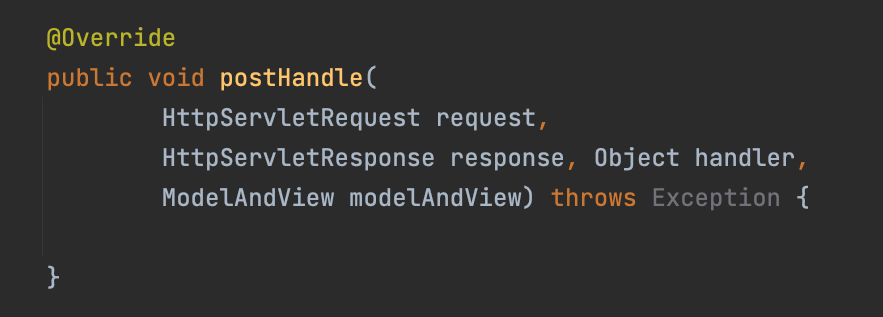 @Override
public void postHandle(
HttpServletRequest request,
HttpServletResponse response, Object handler,
ModelAndView modelAndView) throws Exception {
}